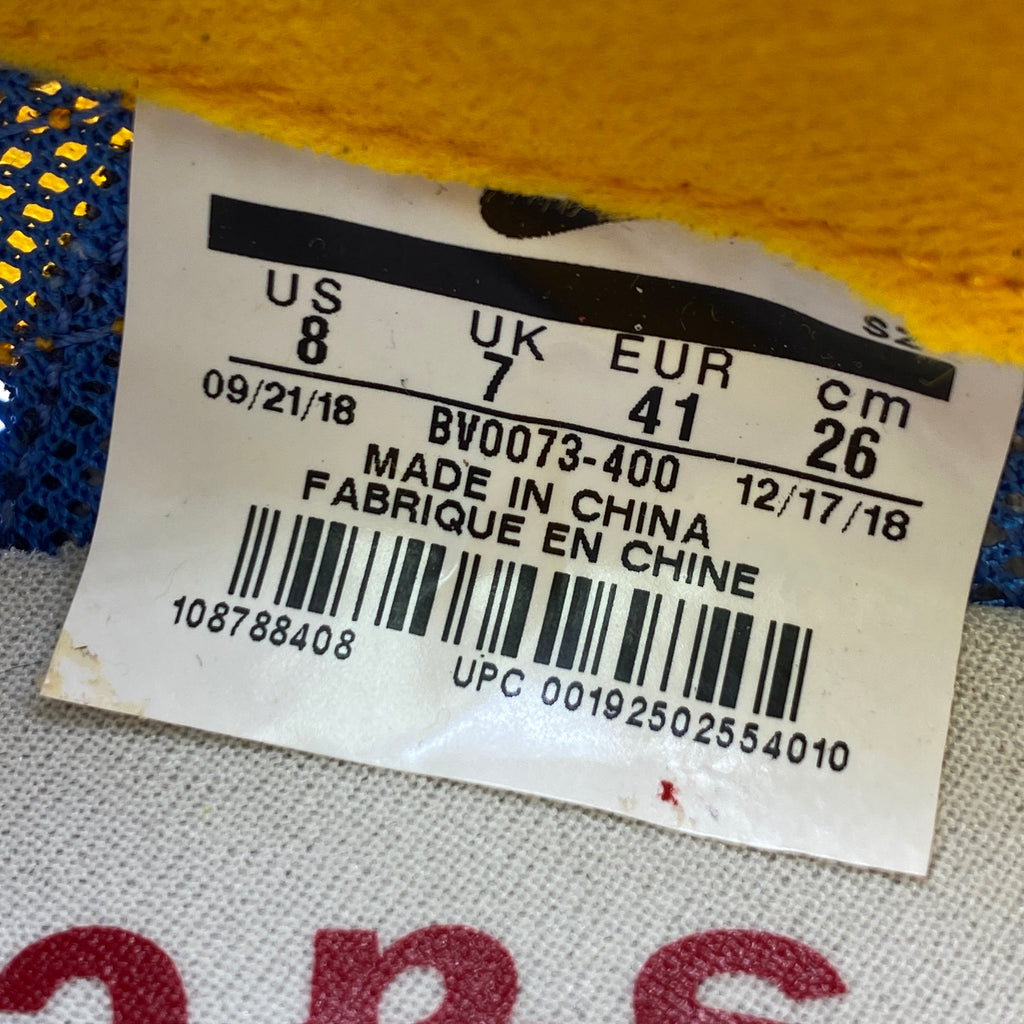 US UK EUR cm
8 7 41 26
09/21/18 BV0073-400 12/17/18
MADE IN CHINA
FABRIQUE EN CHINE
108788408 UPC 00192502554010